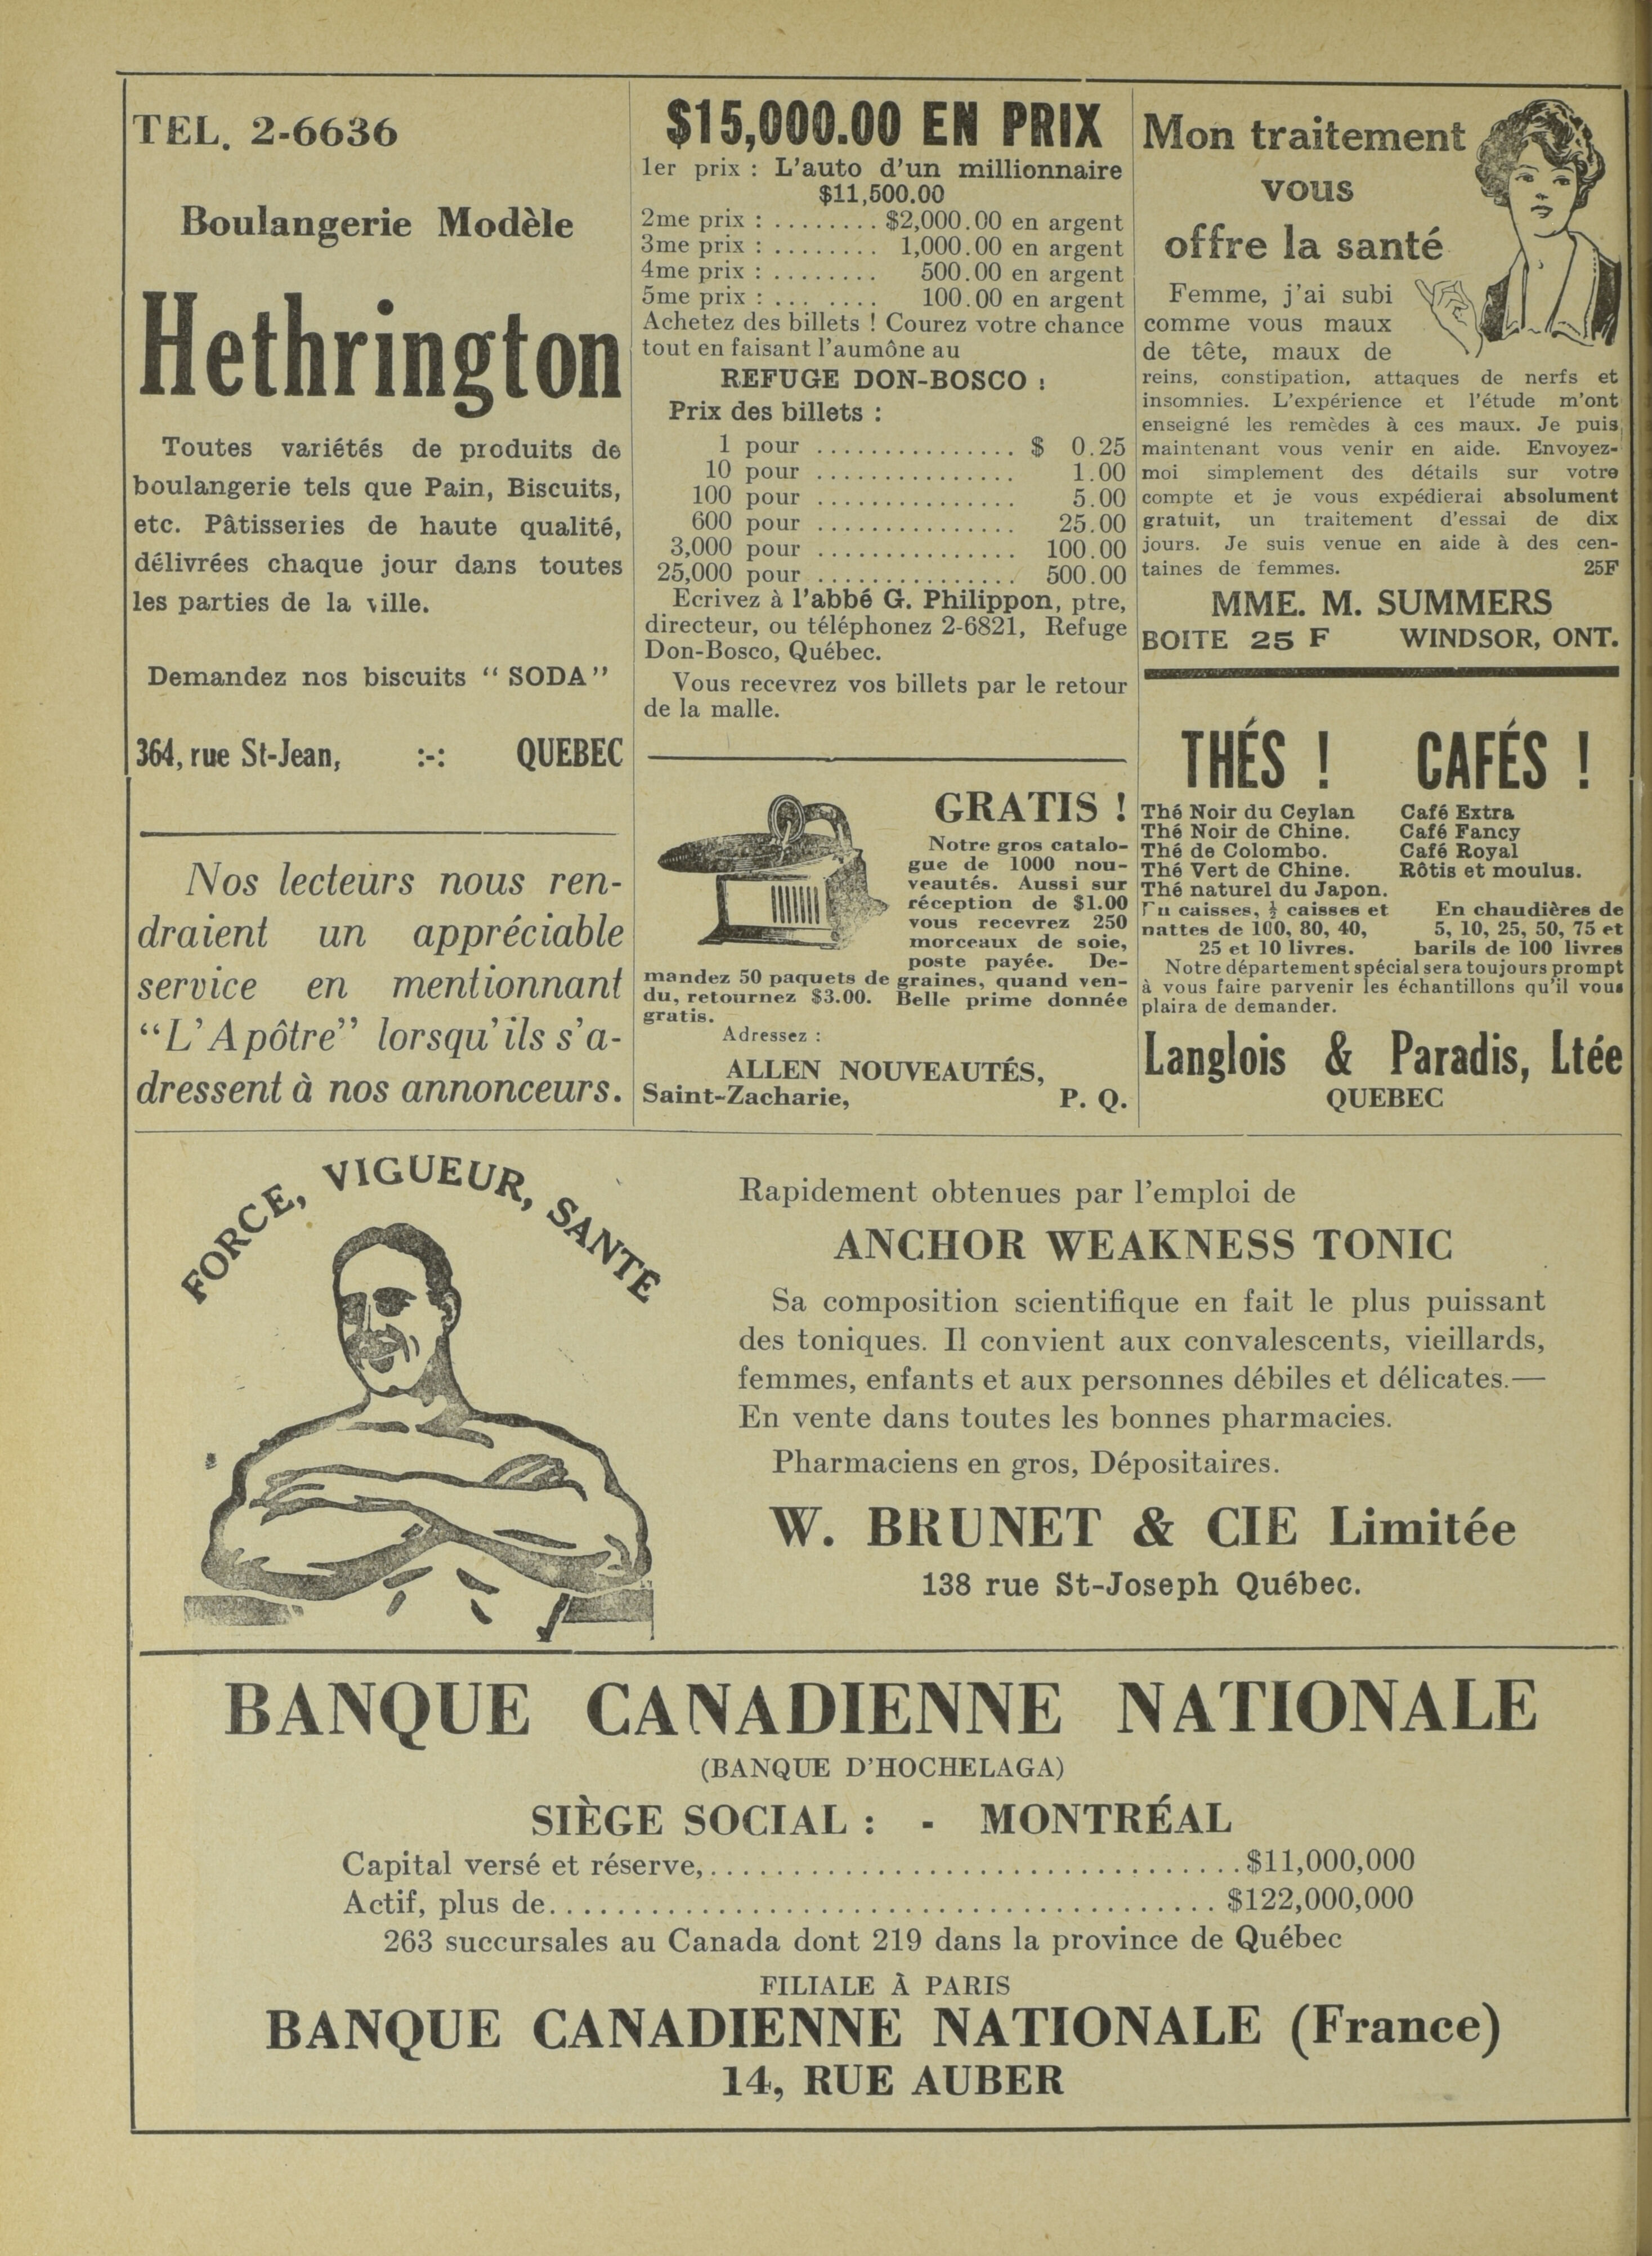 TEL. 2-6636
Boulangerie Modèle
Hethrington
Toutes variétés de produits de
boulangerie tels que Pain, Biscuits,
etc. Pâtisseries de haute qualité,
délivrées chaque jour dans toutes
les parties de la ville.
Demandez nos biscuits “ SODA ”
364, rue St-Jean, :-: QUEBEC
Nos lecteurs nous ren-
draient un appréciable
service en mentionnant
“L’Apôtre” lorsqu’ils s’a-
dressent à nos annonceurs.
$15,000.00 EN PRIX
1er prix : L’auto d’un millionnaire
$11,500.00
2me prix : ........ $2,000.00 en argent
3me prix : ........ 1,000.00 en argent
4me prix : ........ 500.00 en argent
5me prix : ... .... 100.00 en argent
Achetez des billets ! Courez votre chance
tout en faisant l’aumône au
REFUGE DON-BOSCO :
Prix des billets :
1 pour ............... $ 0.25
10 pour ............... 1.00
100 pour ............... 5.00
600 pour ............... 25.00
3,000 pour ............... 100.00
25,000 pour ............... 500.00
Ecrivez à l’abbé G. Philippon, ptre,
directeur, ou téléphonez 2-6821, Refuge
Don-Bosco, Québec.
Vous recevrez vos billets par le retour
de la malle.
GRATIS !
Notre gros catalo-
gue de 1000 nou-
veautés. Aussi sur
réception de $1.00
vous recevrez 250
morceaux de soie,
poste payée. De-
mandez 50 paquets de graines, quand ven-
du, retournez $3.00. Belle prime donnée
gratis.
Adressez :
ALLEN NOUVEAUTÉS,
Saint-Zacharie, P. Q.
Mon traitement
vous
offre la santé
Femme, j’ai subi
comme vous maux
de tête, maux de
reins, constipation, attaques de nerfs et
insomnies. L’expérience et l’étude m’ont
enseigné les remèdes à ces maux. Je puis
maintenant vous venir en aide. Envoyez-
moi simplement des détails sur votre
compte et je vous expédierai absolument
gratuit, un traitement d’essai de dix
jours. Je suis venue en aide à des cen-
taines de femmes. 25F
MME. M. SUMMERS
BOITE 25 F WINDSOR, ONT.
THÉS ! CAFÉS !
Thé Noir du Ceylan Café Extra
Thé Noir de Chine. Café Fancy
Thé de Colombo. Café Royal
Thé Vert de Chine. Rôtis et moulus.
Thé naturel du Japon.
caisses, ½ caisses et En chaudières de
nattes de 100, 80, 40, 5, 10, 25, 50, 75 et
25 et 10 livres. barils de 100 livres
Notre département spécial sera toujours prompt
à vous faire parvenir les échantillons qu’il vous
plaira de demander.
Langlois & Paradis, Ltée
QUEBEC
FORCE, VIGUEUR, SANTE
Rapidement obtenues par l’emploi de
ANCHOR WEAKNESS TONIC
Sa composition scientifique en fait le plus puissant
des toniques. Il convient aux convalescents, vieillards,
femmes, enfants et aux personnes débiles et délicates.—
En vente dans toutes les bonnes pharmacies.
Pharmaciens en gros, Dépositaires.
W. BRUNET & CIE Limitée
138 rue St-Joseph Québec.
BANQUE CANADIENNE NATIONALE
(BANQUE D’HOCHELAGA)
SIÈGE SOCIAL : - MONTRÉAL
Capital versé et réserve,................................$11,000,000
Actif, plus de........................................ $122,000,000
263 succursales au Canada dont 219 dans la province de Québec
FILIALE À PARIS
BANQUE CANADIENNE NATIONALE (France)
14, RUE AUBER